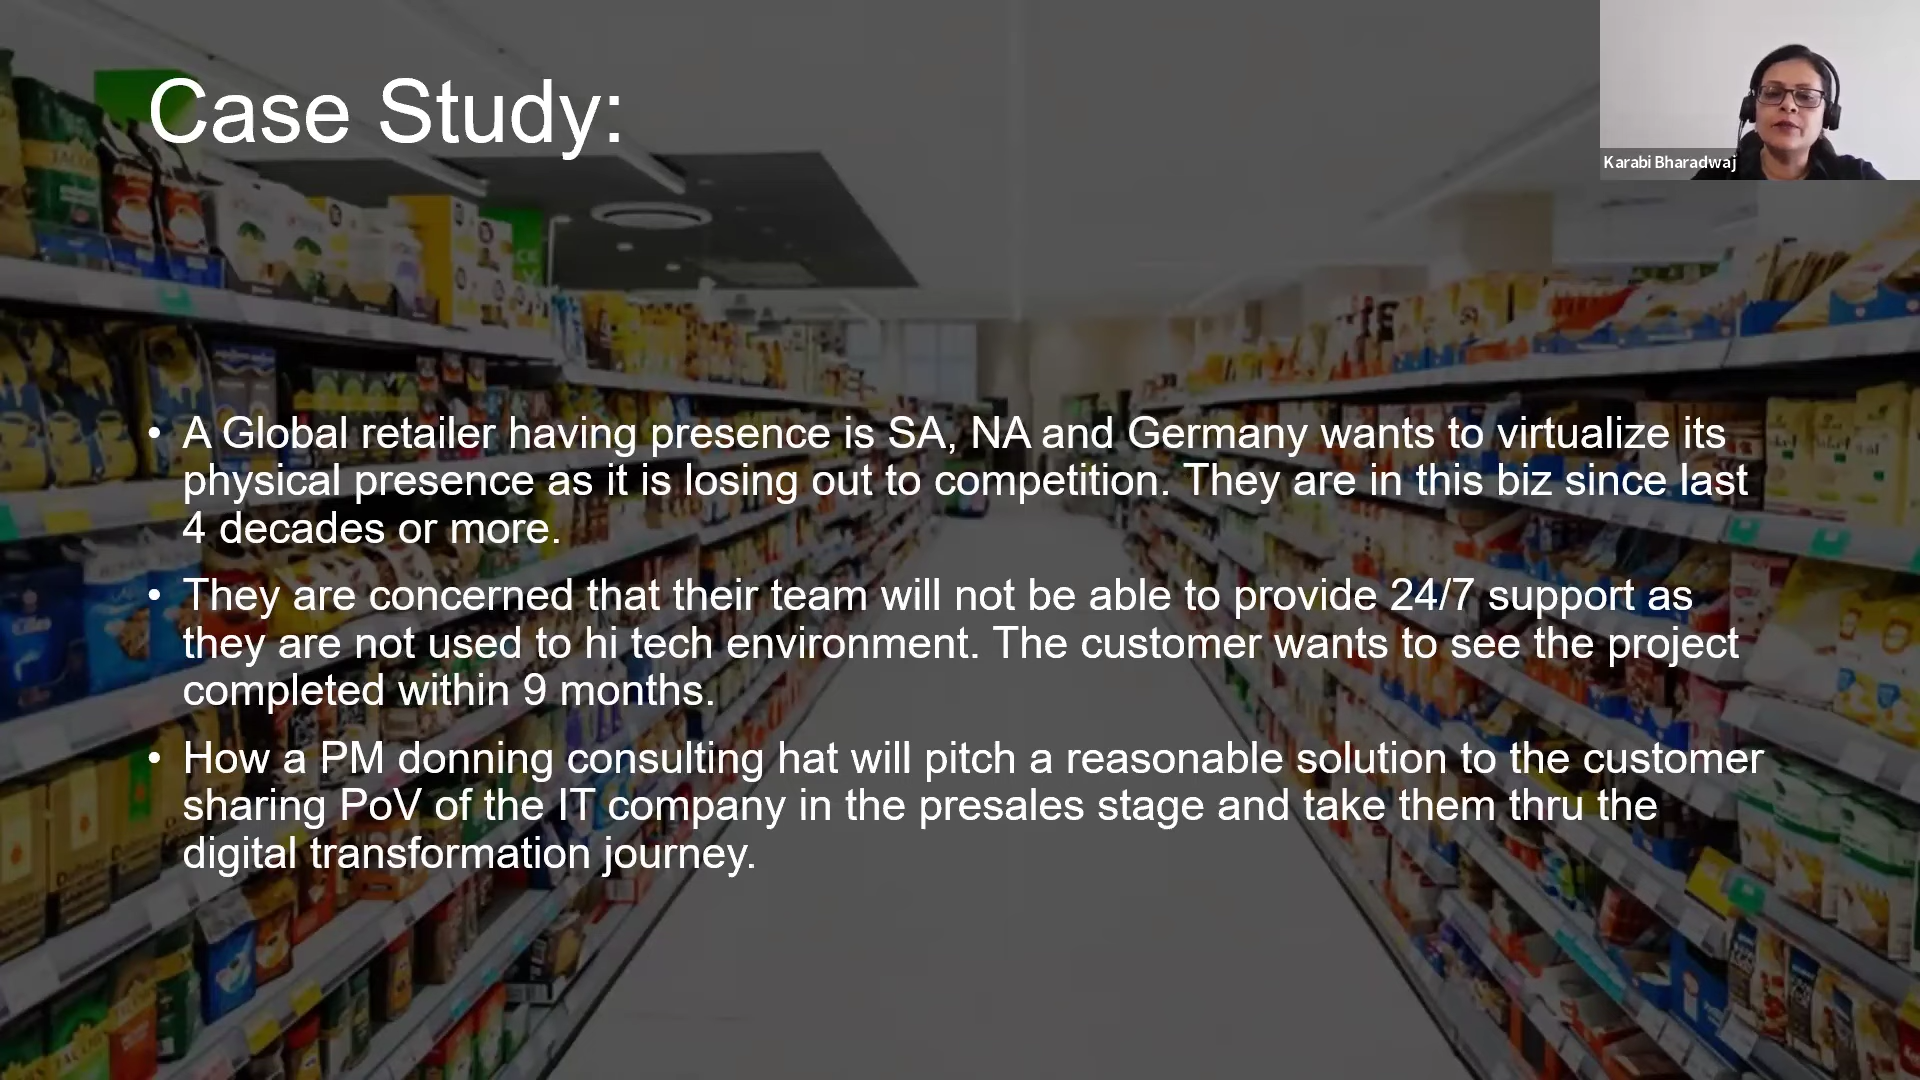 Case Study:
Karabi Bharadwaj
• A Global retailer having presence is SA, NA and Germany wants to virtualize its
physical presence as it is losing out to competition. They are in this biz since last
4 decades or more.
• They are concerned that their team will not be able to provide 24/7 support as
they are not used to hi tech environment. The customer wants to see the project
completed within 9 months.
• How a PM donning consulting hat will pitch a reasonable solution to the customer
sharing PoV of the IT company in the presales stage and take them thru the
digital transformation journey.